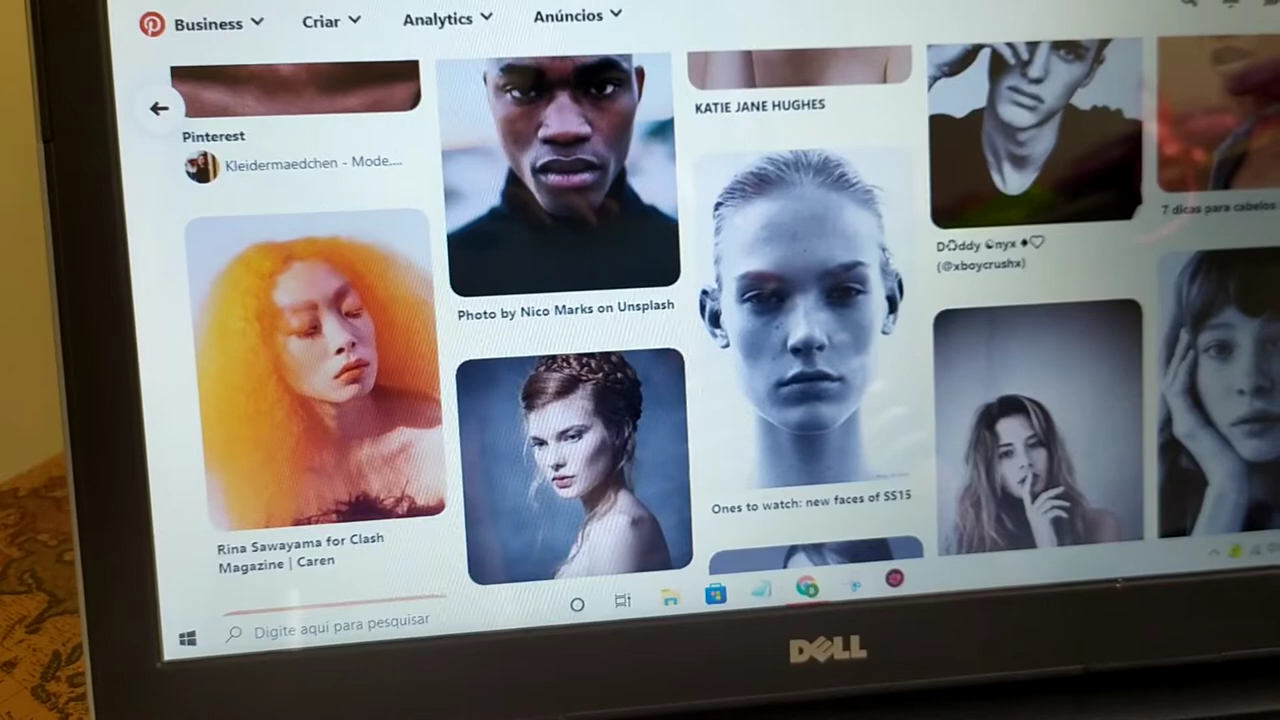 Business
Criar
Analytics
Anúncios
Pinterest
Kleidermaedchen - Mode....
Rina Sawayama for Clash
Magazine | Caren
Photo by Nico Marks on Unsplash
KATIE JANE HUGHES
Ones to watch: new faces of SS15
D♺ddy ☯nyx ♦♡
(@xboycrushx)
7 dicas para cabelos
Digite aqui para pesquisar
DELL